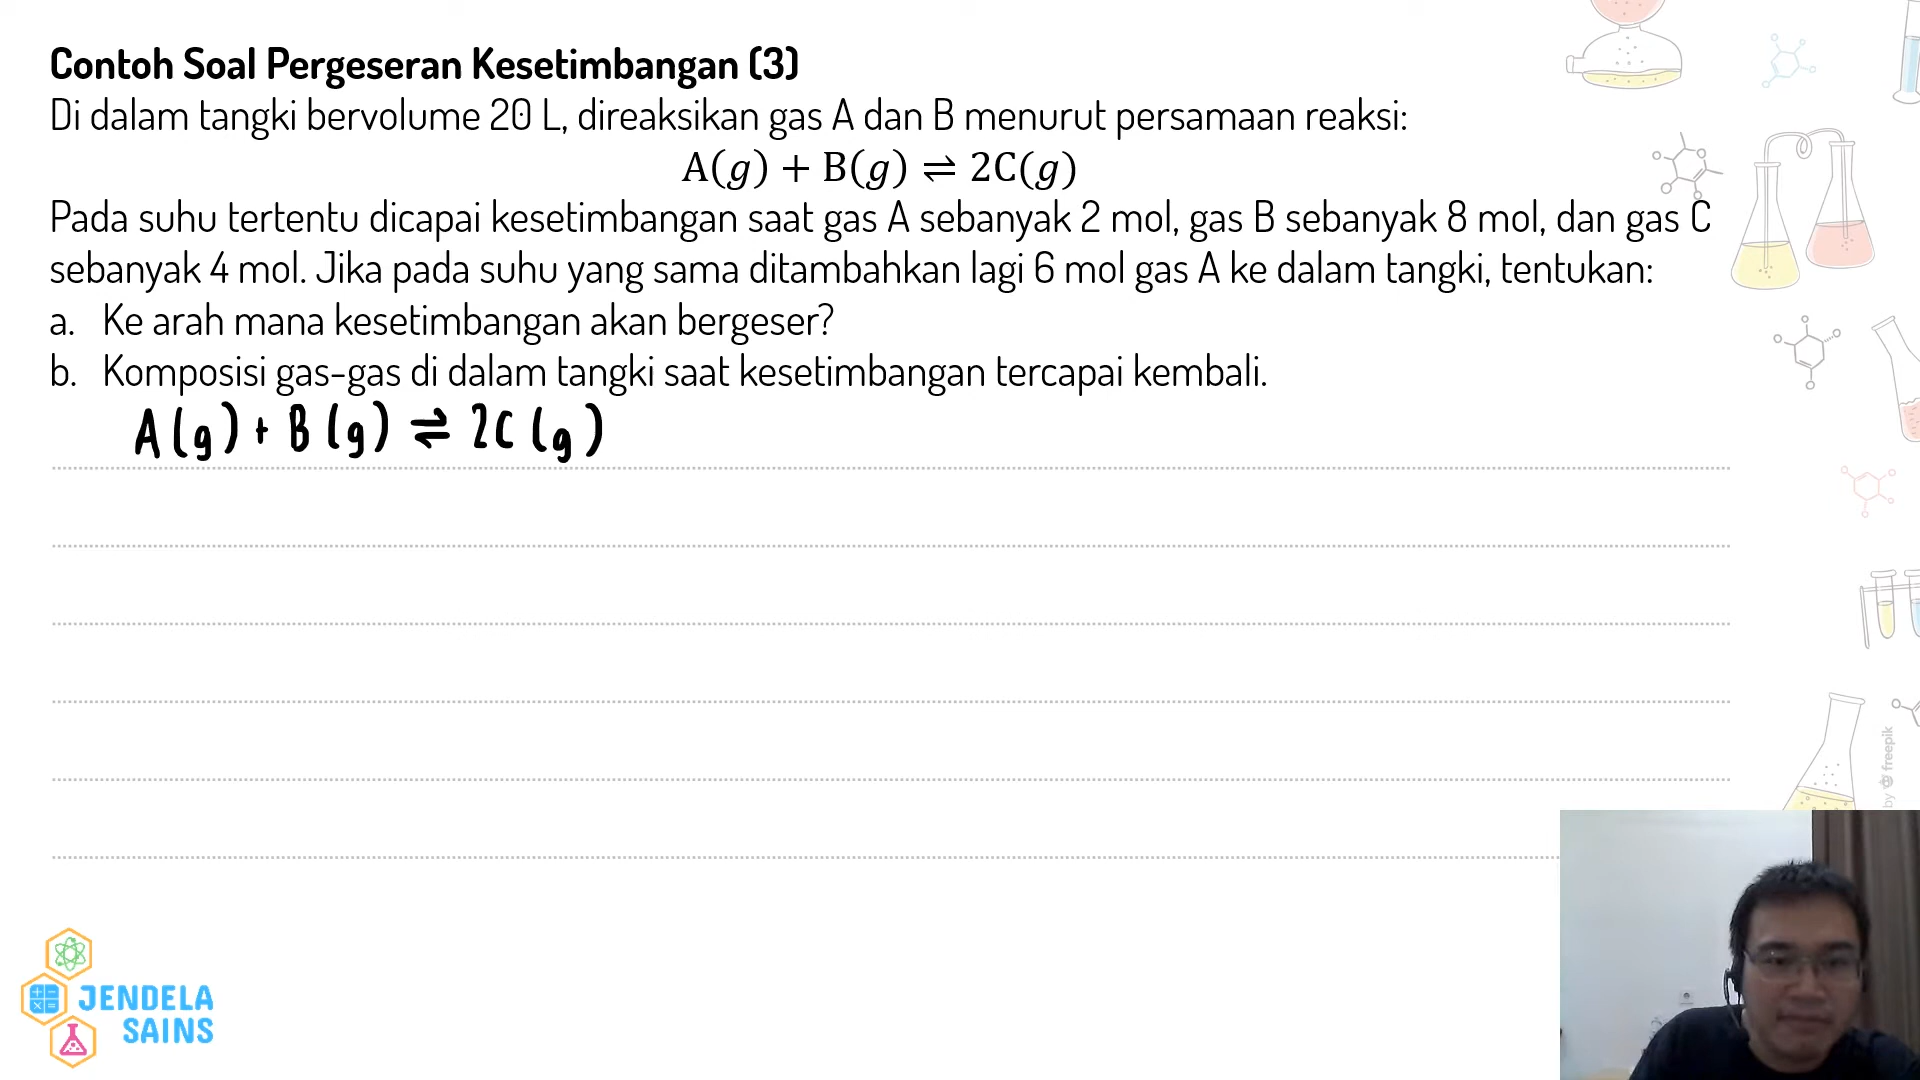 Contoh Soal Pergeseran Kesetimbangan (3)
Di dalam tangki bervolume 20 L, direaksikan gas A dan B menurut persamaan reaksi:
A(g) + B(g) ⇌ 2C(g)
Pada suhu tertentu dicapai kesetimbangan saat gas A sebanyak 2 mol, gas B sebanyak 8 mol, dan gas C
sebanyak 4 mol. Jika pada suhu yang sama ditambahkan lagi 6 mol gas A ke dalam tangki, tentukan:
a. Ke arah mana kesetimbangan akan bergeser?
b. Komposisi gas-gas di dalam tangki saat kesetimbangan tercapai kembali.
A(g) + B(g) ⇌ 2C(g)
by freepik
JENDELA
SAINS